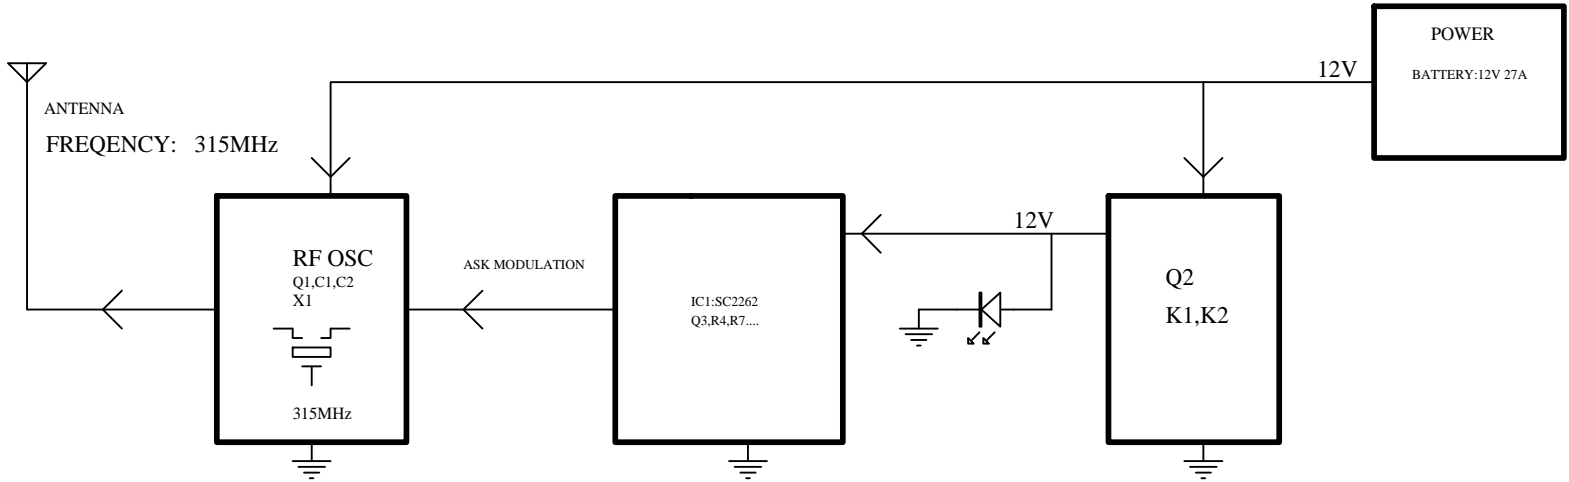 POWER
BATTERY:12V 27A
12V
ANTENNA
FREQENCY: 315MHz
12V
RF OSC
Q1,C1,C2
X1
315MHz
ASK MODULATION
IC1:SC2262
Q3,R4,R7....
Q2
K1,K2